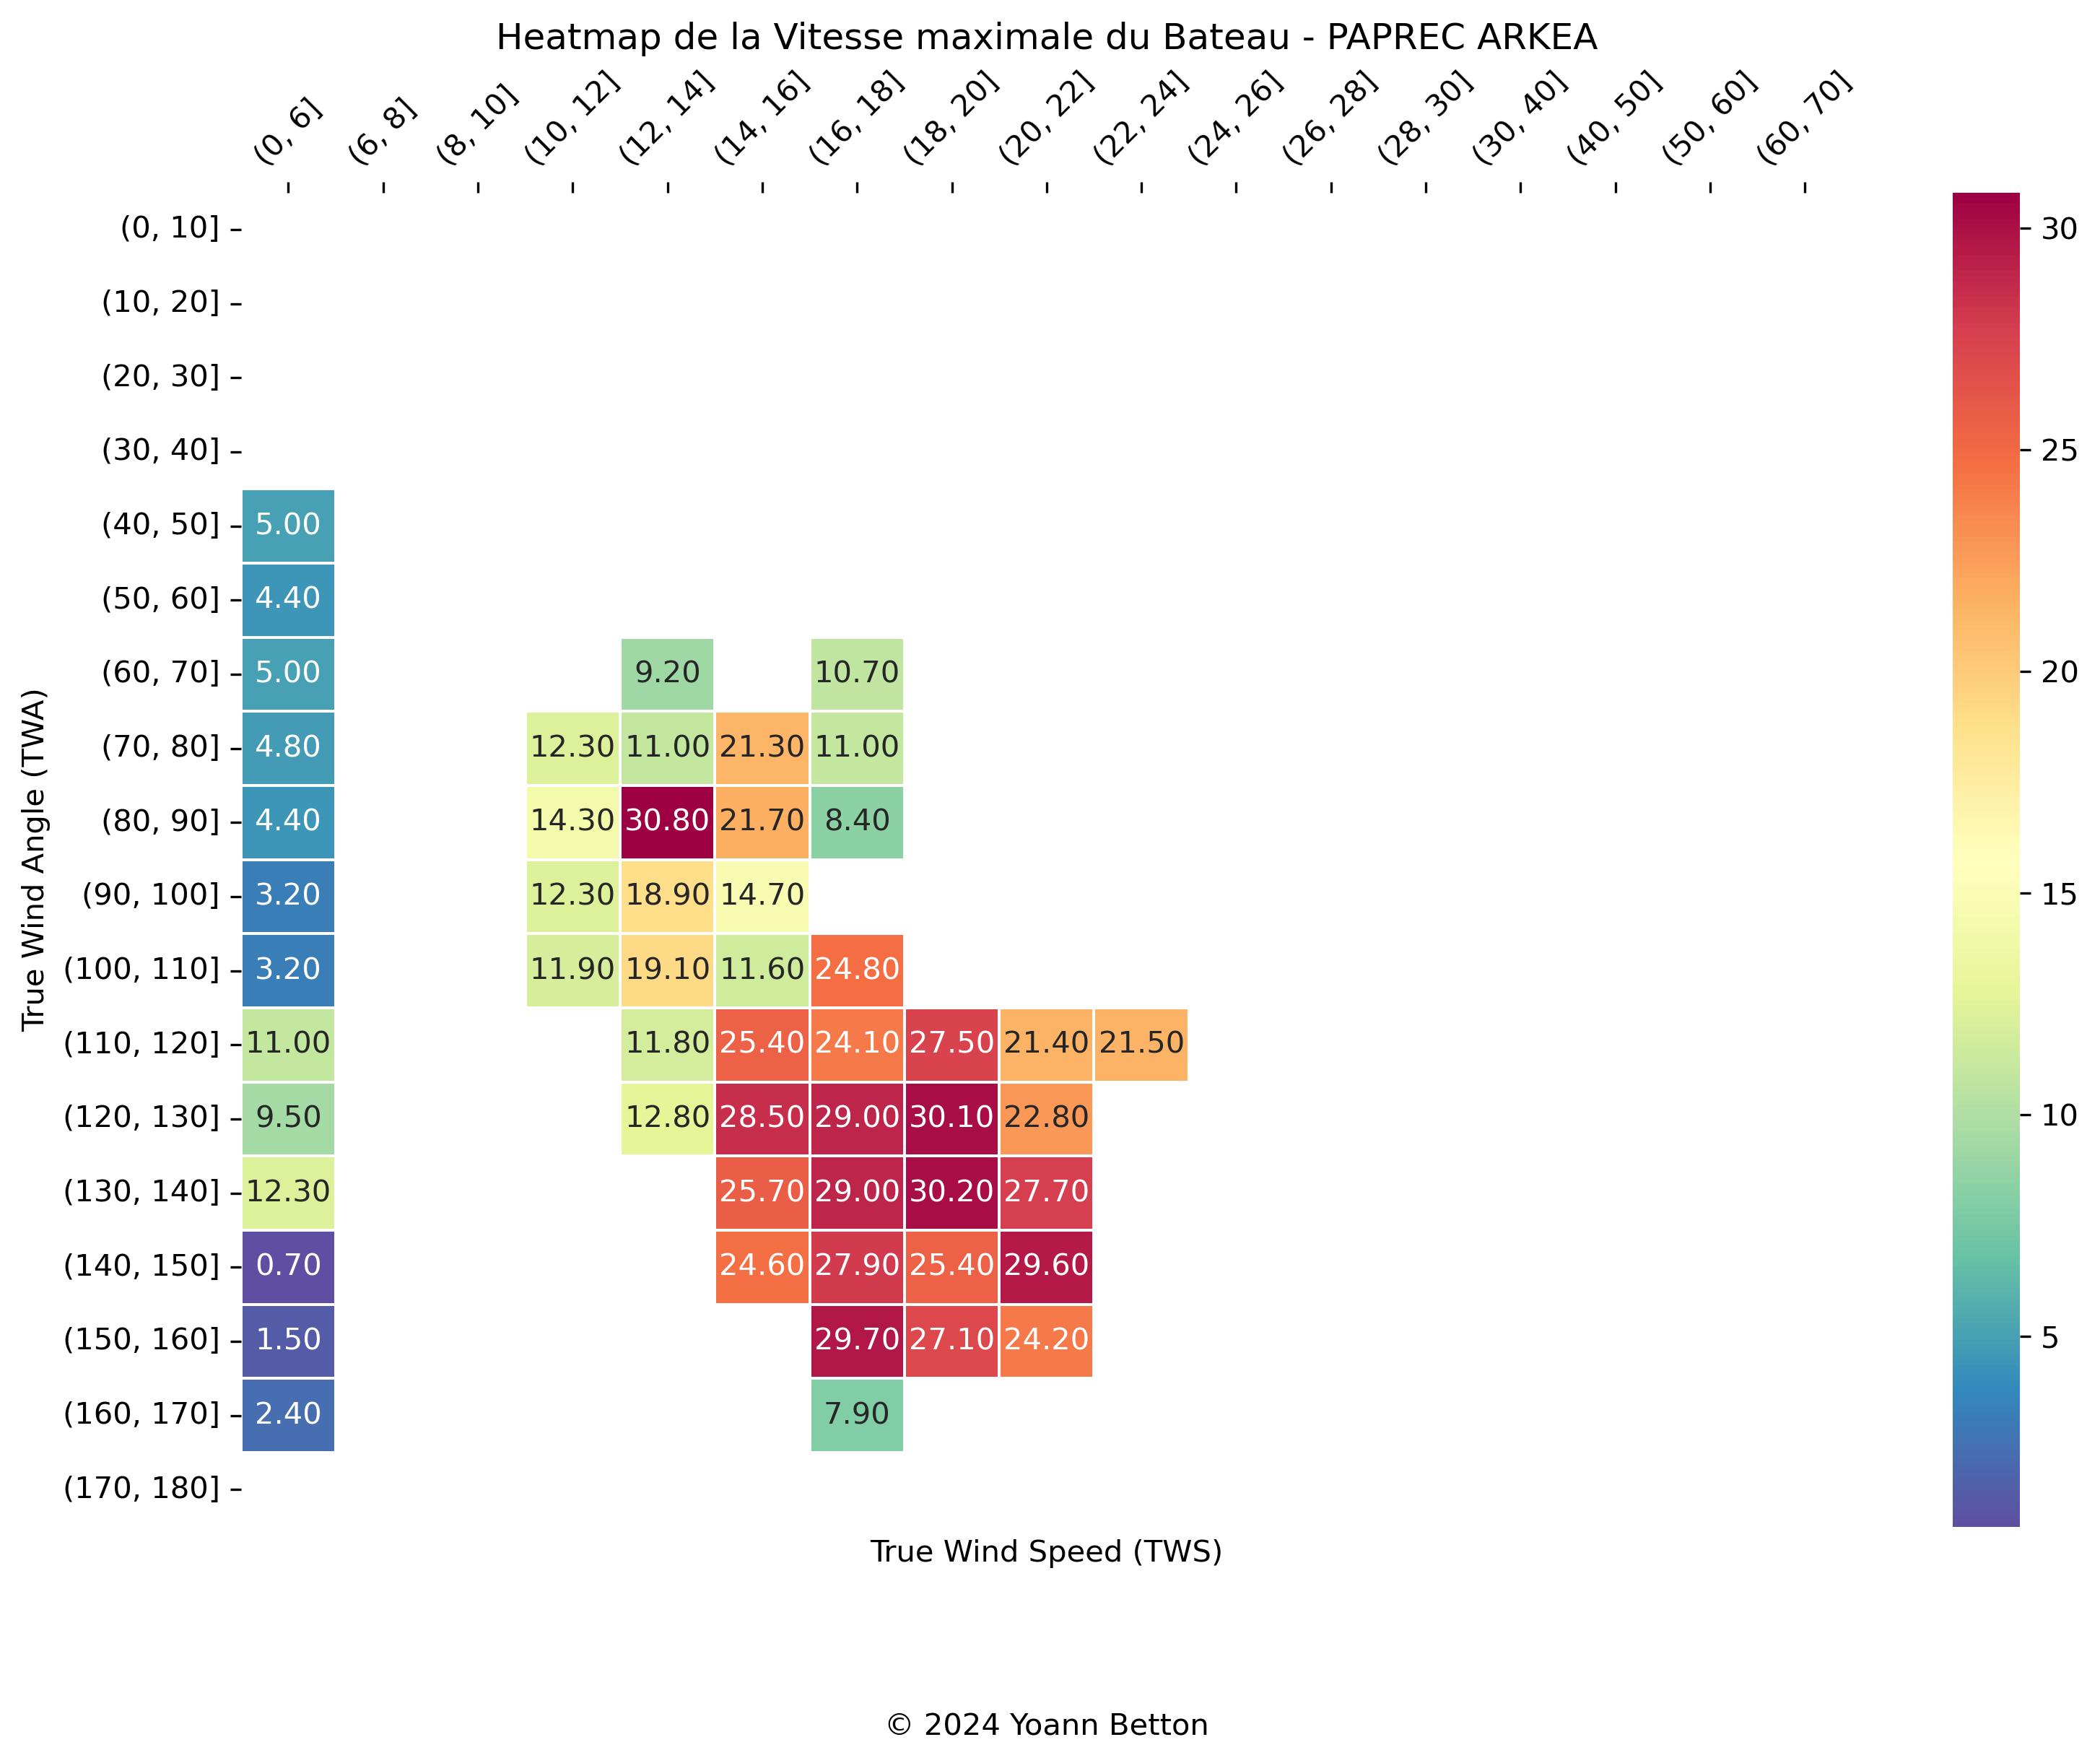 Heatmap de la Vitesse maximale du Bateau - PAPREC ARKEA
(0, 6] (6, 8] (8, 10] (10, 12] (12, 14] (14, 16] (16, 18] (18, 20] (20, 22] (22, 24] (24, 26] (26, 28] (28, 30] (30, 40] (40, 50] (50, 60] (60, 70]
True Wind Angle (TWA)
(0, 10]
(10, 20]
(20, 30]
(30, 40]
(40, 50] 5.00
(50, 60] 4.40
(60, 70] 5.00 9.20 10.70
(70, 80] 4.80 12.30 11.00 21.30 11.00
(80, 90] 4.40 14.30 30.80 21.70 8.40
(90, 100] 3.20 12.30 18.90 14.70
(100, 110] 3.20 11.90 19.10 11.60 24.80
(110, 120] 11.00 11.80 25.40 24.10 27.50 21.40 21.50
(120, 130] 9.50 12.80 28.50 29.00 30.10 22.80
(130, 140] 12.30 25.70 29.00 30.20 27.70
(140, 150] 0.70 24.60 27.90 25.40 29.60
(150, 160] 1.50 29.70 27.10 24.20
(160, 170] 2.40 7.90
(170, 180]
30
25
20
15
10
5
True Wind Speed (TWS)
© 2024 Yoann Betton